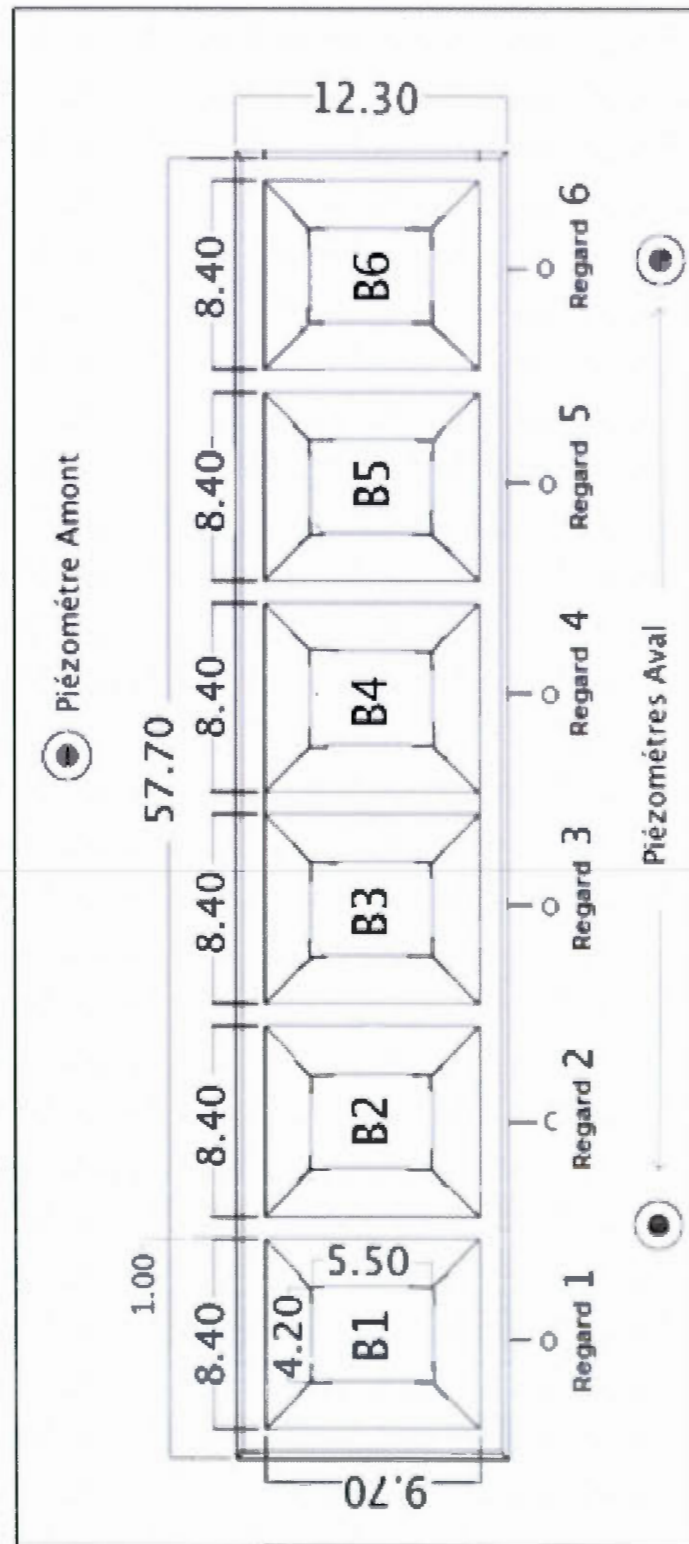 12.30
57.70
Piézométre Amont
8.40
8.40
8.40
8.40
8.40
8.40
1.00
B6
B5
B4
B3
B2
B1
5.50
4.20
9.70
Regard 6
Regard 5
Regard 4
Regard 3
Regard 2
Regard 1
Piézométres Aval